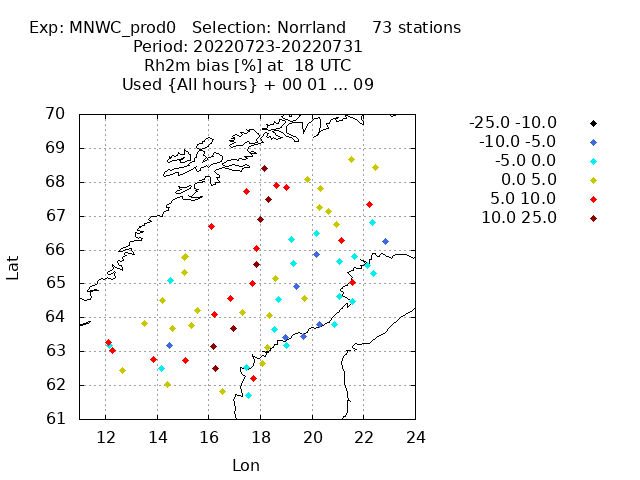 Exp: MNWC_prod0   Selection: Norrland     73 stations
Period: 20220723-20220731
Rh2m bias [%] at  18 UTC
Used {All hours} + 00 01 ... 09
-25.0 -10.0
-10.0 -5.0
-5.0 0.0
0.0 5.0
5.0 10.0
10.0 25.0
70
69
68
67
66
65
64
63
62
61
Lat
12 14 16 18 20 22 24
Lon